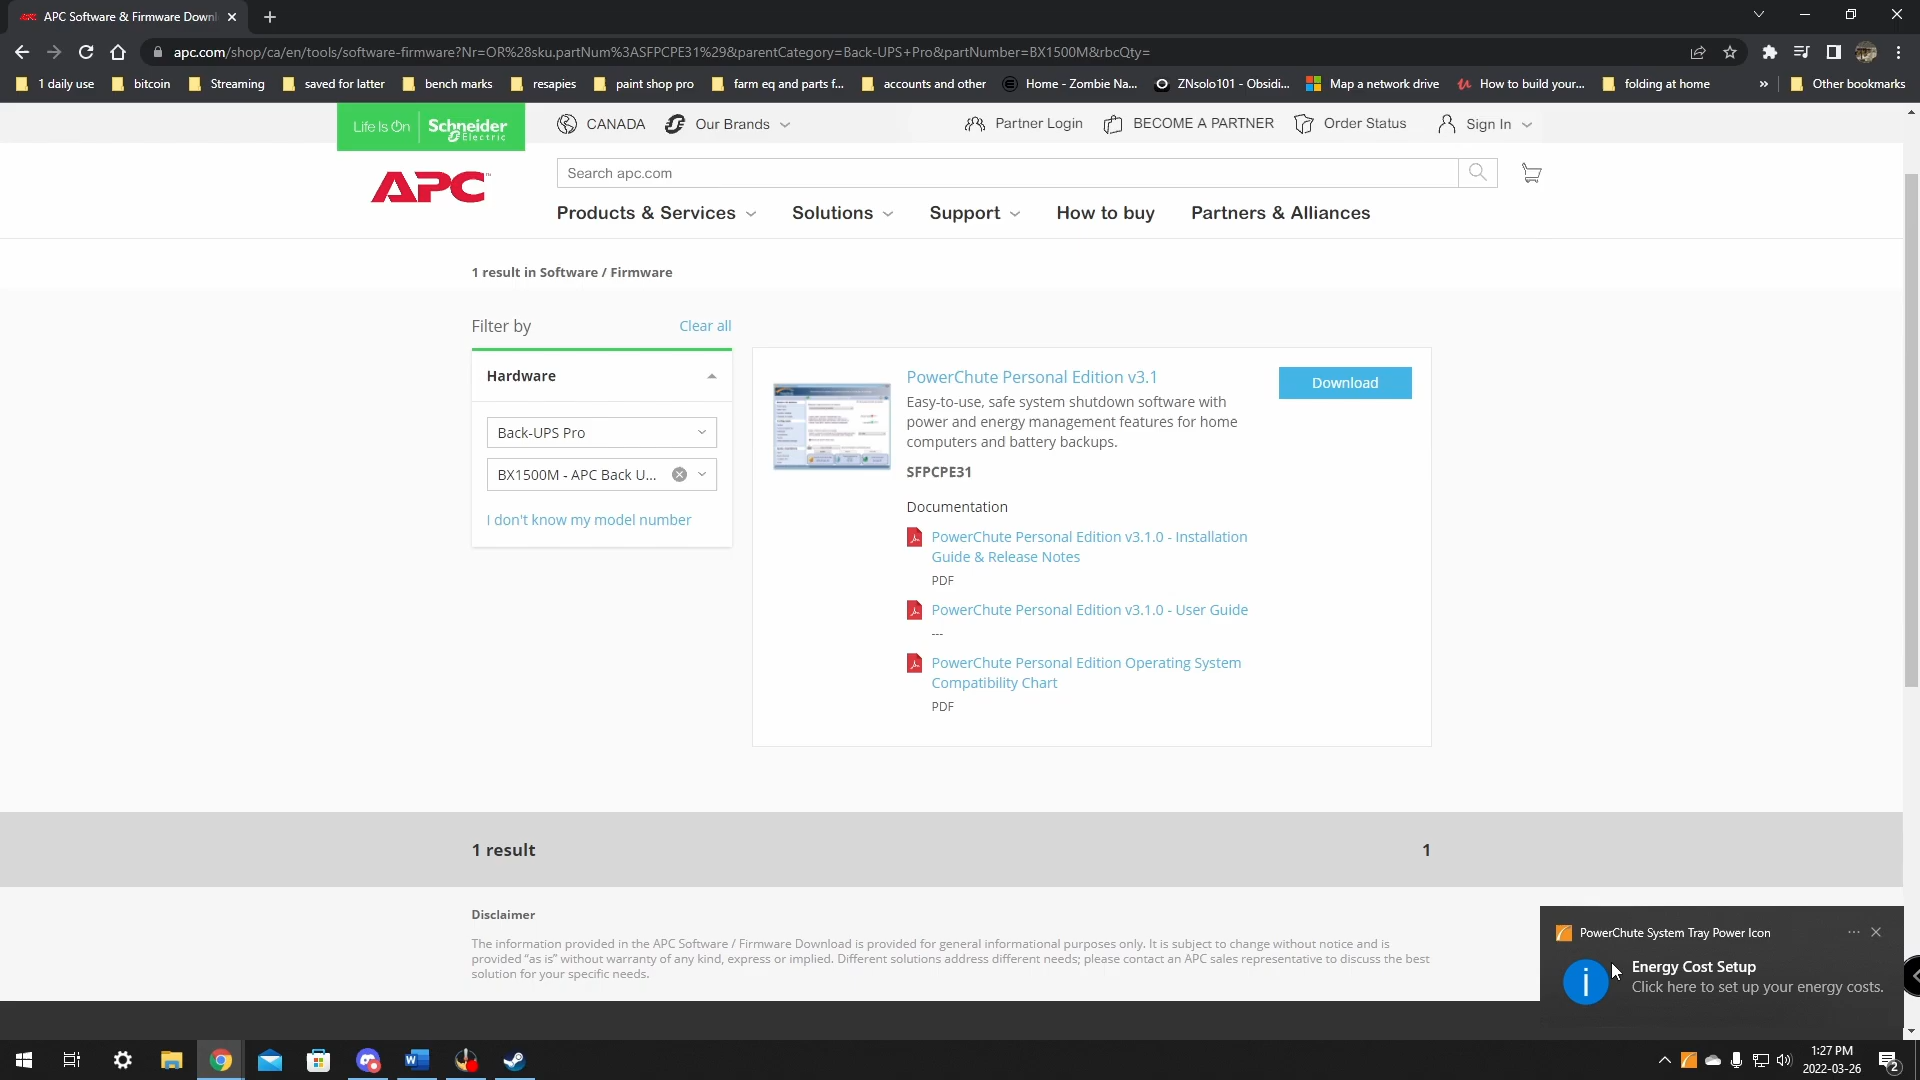 APC Software & Firmware Downl
apc.com/shop/ca/en/tools/software-firmware?Nr=OR%28sku.partNum%3ASFPCPE31%29&parentCategory=Back-UPS+Pro&partNumber=BX1500M&rbcQty=
1 daily use
bitcoin
Streaming
saved for latter
bench marks
resapies
paint shop pro
farm eq and parts f...
accounts and other
Home - Zombie Na...
ZNsolo101 - Obsidi...
Map a network drive
How to build your...
folding at home
»
Other bookmarks
Life Is On
Schneider Electric
CANADA
Our Brands
Partner Login
BECOME A PARTNER
Order Status
Sign In
APC™
Search apc.com
Products & Services
Solutions
Support
How to buy
Partners & Alliances
1 result in Software / Firmware
Filter by
Clear all
Hardware
Back-UPS Pro
BX1500M - APC Back U...
I don't know my model number
PowerChute Personal Edition v3.1
Download
Easy-to-use, safe system shutdown software with
power and energy management features for home
computers and battery backups.
SFPCPE31
Documentation
PowerChute Personal Edition v3.1.0 - Installation
Guide & Release Notes
PDF
PowerChute Personal Edition v3.1.0 - User Guide
---
PowerChute Personal Edition Operating System
Compatibility Chart
PDF
1 result
1
Disclaimer
The information provided in the APC Software / Firmware Download is provided for general informational purposes only. It is subject to change without notice and is
provided “as is” without warranty of any kind, express or implied. Different solutions address different needs; please contact an APC sales representative to discuss the best
solution for your specific needs.
PowerChute System Tray Power Icon
Energy Cost Setup
Click here to set up your energy costs.
1:27 PM
2022-03-26
2